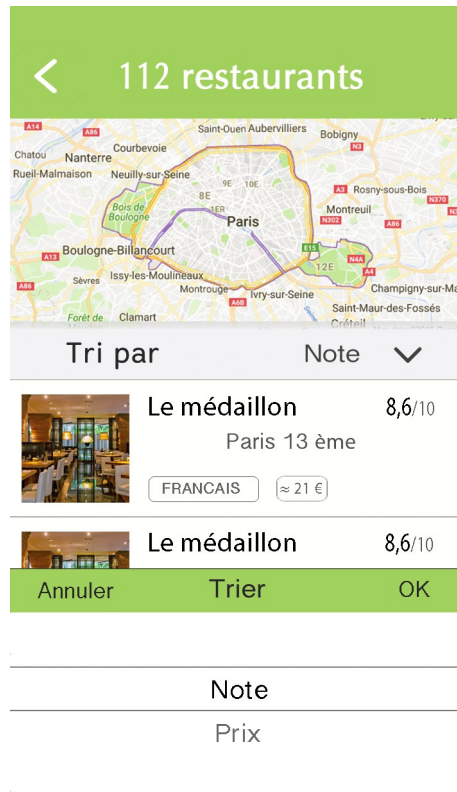 112 restaurants
A14
A86
Saint-Ouen Aubervilliers
Bobigny
Courbevoie
N3
Chatou
Nanterre
Rueil-Malmaison
Neuilly-sur-Seine
9E
10E
8E
A3
Rosny-sous-Bois
N370
Bois de
Boulogne
1ER
Paris
Montreuil
N302
A86
Boulogne-Billancourt
E15
A13
N4A
12E
A4
Issy-les-Moulineaux
Sèvres
A86
Montrouge
Ivry-sur-Seine
Champigny-sur-Ma
A6B
Saint-Maur-des-Fossés
Forêt de
Clamart
Créteil
Tri par
Note
Le médaillon
8,6/10
Paris 13 ème
FRANCAIS
≈ 21 €
Le médaillon
8,6/10
Annuler
Trier
OK
Note
Prix